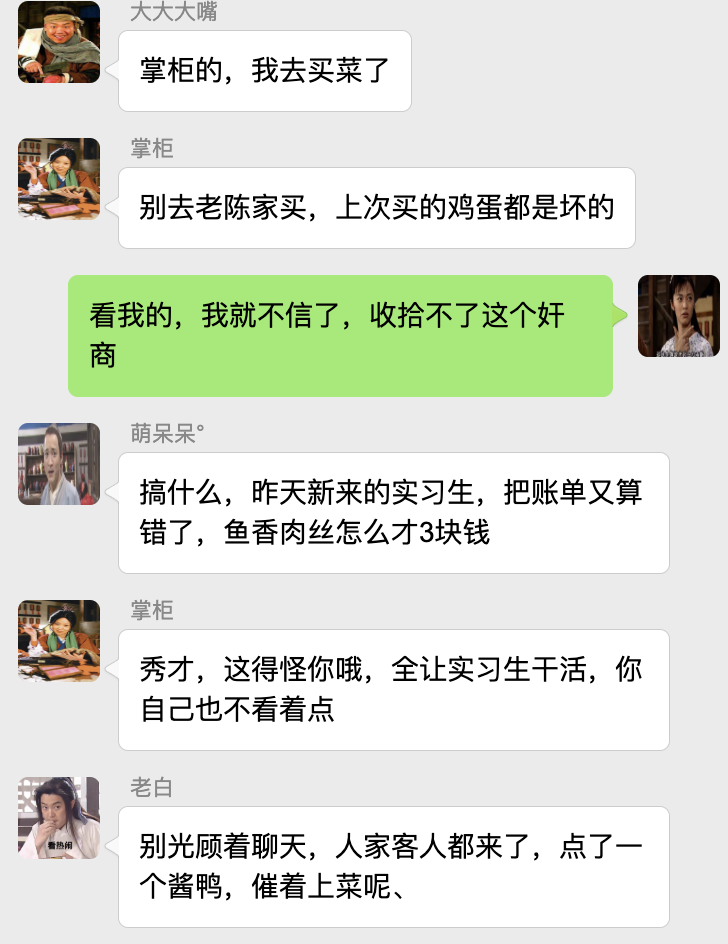 大大大嘴
掌柜的，我去买菜了
掌柜
别去老陈家买，上次买的鸡蛋都是坏的
看我的，我就不信了，收拾不了这个奸
商
萌呆呆°
搞什么，昨天新来的实习生，把账单又算
错了，鱼香肉丝怎么才3块钱
掌柜
秀才，这得怪你哦，全让实习生干活，你
自己也不看着点
老白
看热闹
别光顾着聊天，人家客人都来了，点了一
个酱鸭，催着上菜呢、